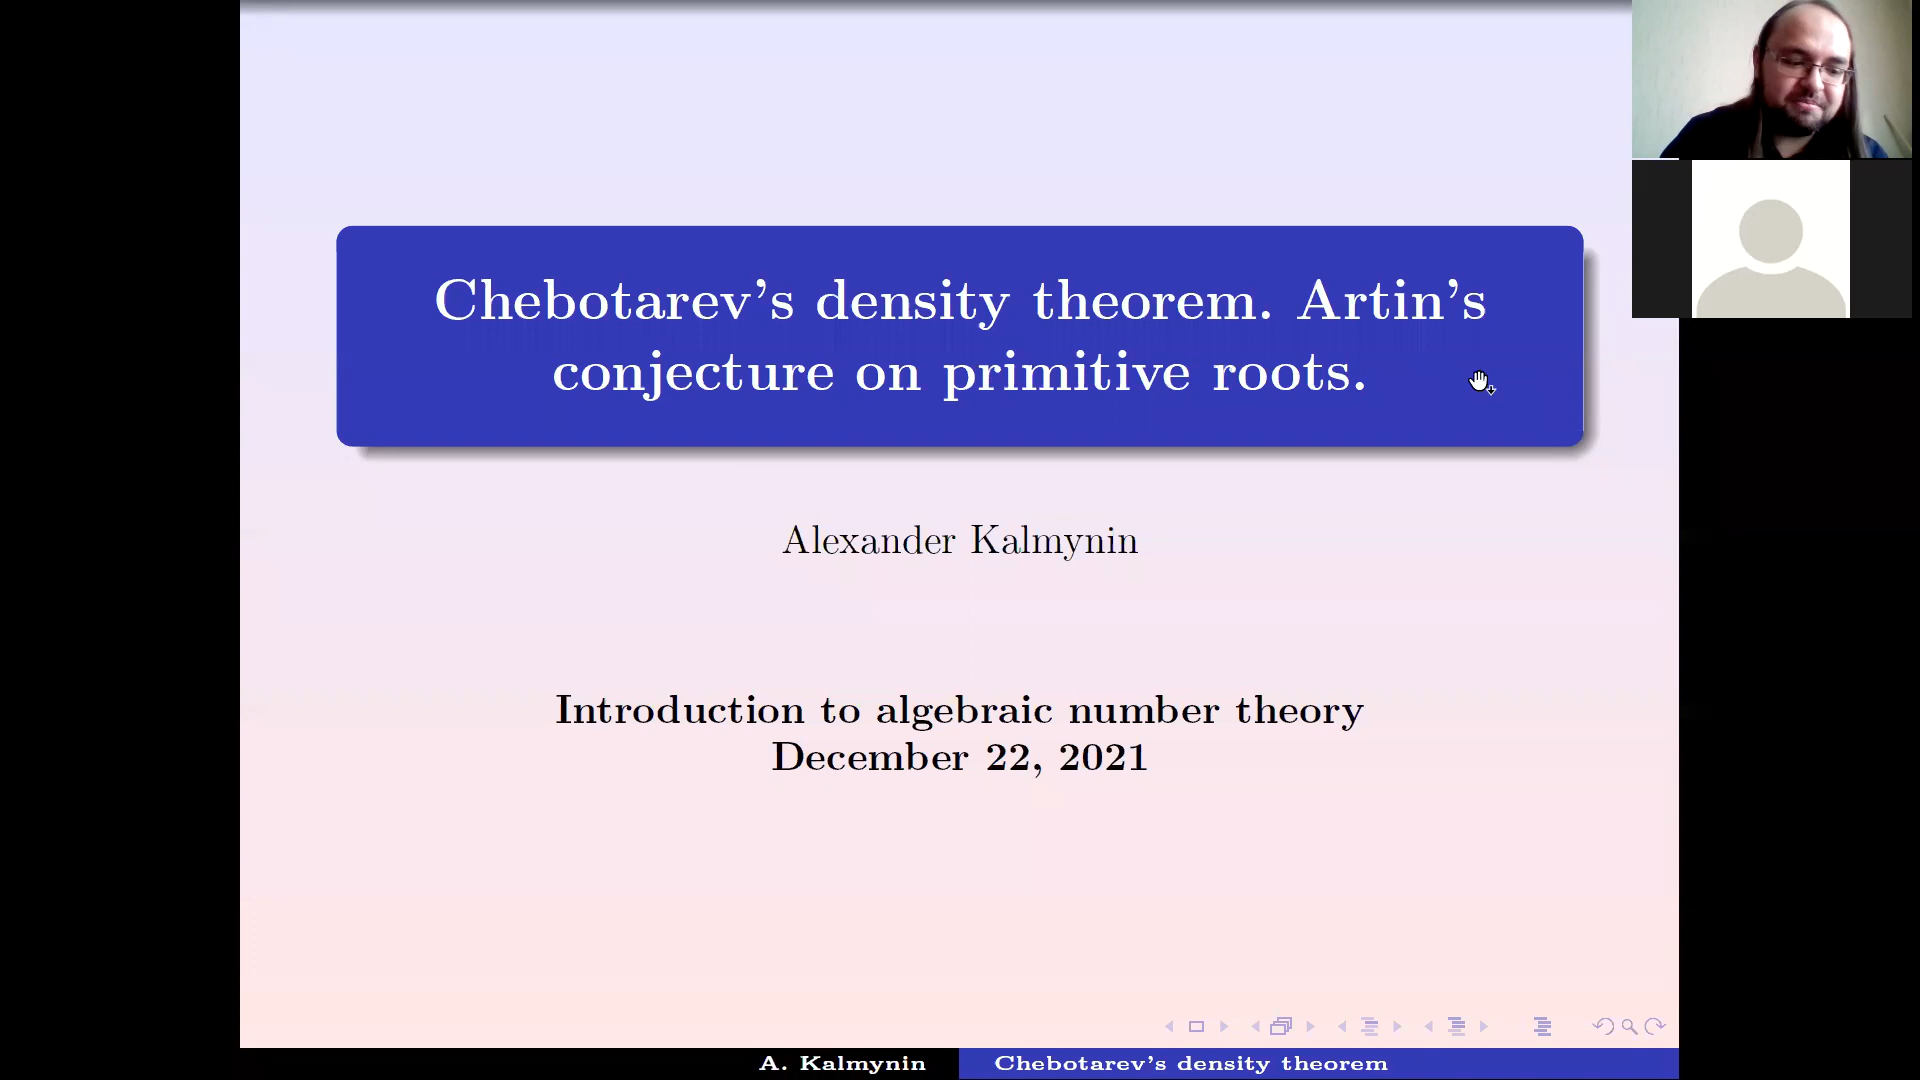 Chebotarev's density theorem. Artin's
conjecture on primitive roots.
Alexander Kalmynin
Introduction to algebraic number theory
December 22, 2021
A. Kalmynin
Chebotarev's density theorem